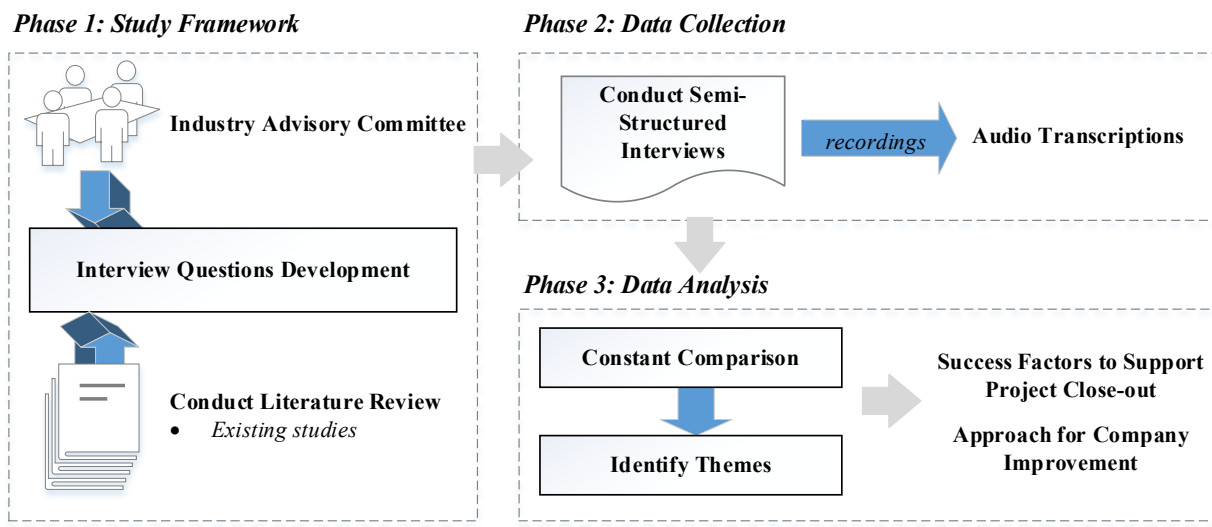 Phase 1: Study Framework
Industry Advisory Committee
Interview Questions Development
Conduct Literature Review
• Existing studies
Phase 2: Data Collection
Conduct Semi-
Structured
Interviews
recordings
Audio Transcriptions
Phase 3: Data Analysis
Constant Comparison
Identify Themes
Success Factors to Support
Project Close-out
Approach for Company
Improvement